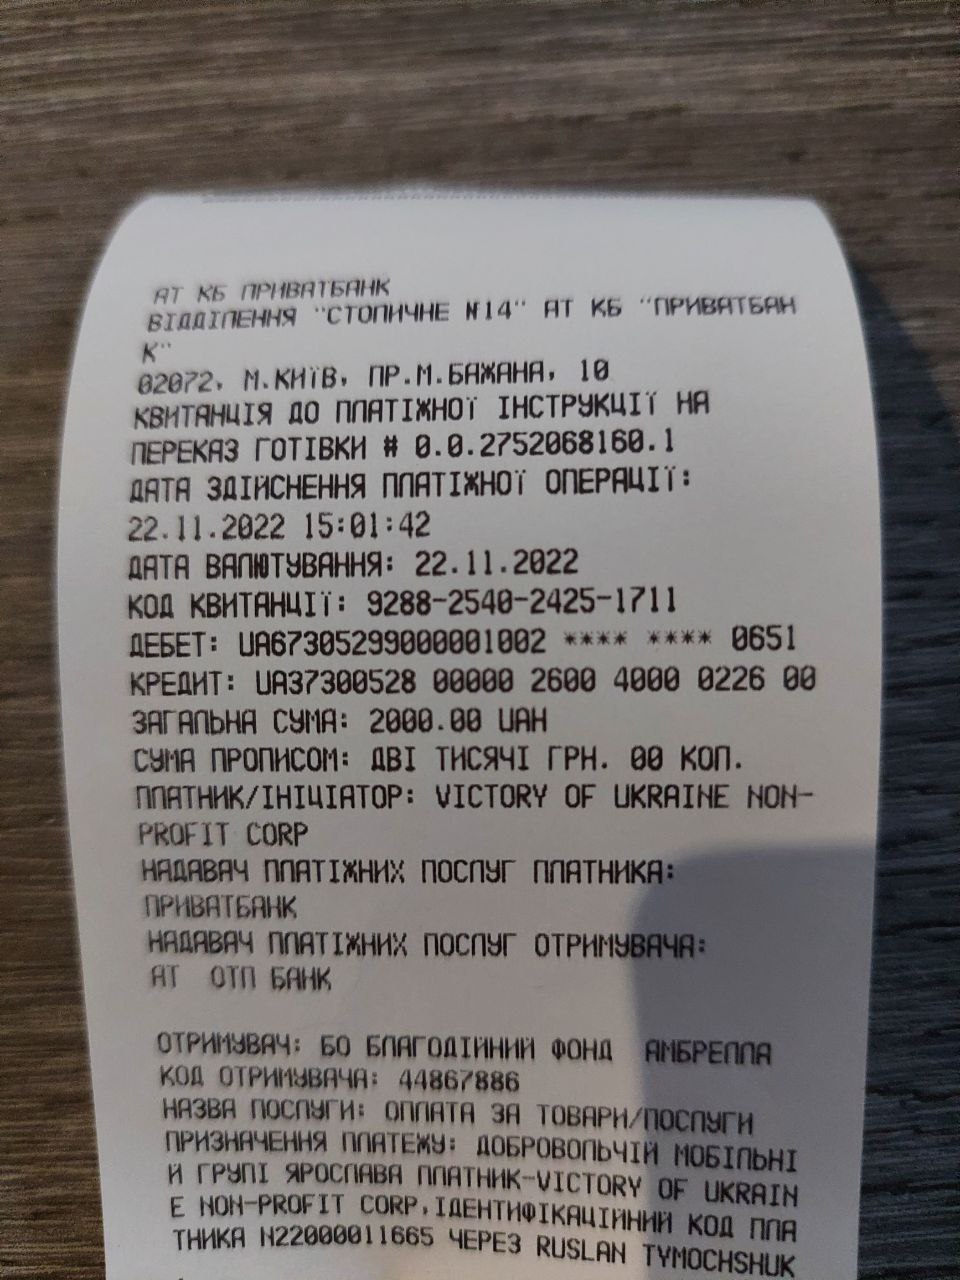 АТ КБ ПРИВАТБАНК
ВІДДІЛЕННЯ "СТОЛИЧНЕ N14" АТ КБ "ПРИВАТБАН
К"
02072, М.КИЇВ, ПР.М.БАЖАНА, 10
КВИТАНЦІЯ ДО ПЛАТІЖНОЇ ІНСТРУКЦІЇ НА
ПЕРЕКАЗ ГОТІВКИ # 0.0.2752068160.1
ДАТА ЗДІЙСНЕННЯ ПЛАТІЖНОЇ ОПЕРАЦІЇ:
22.11.2022 15:01:42
ДАТА ВАЛЮТУВАННЯ: 22.11.2022
КОД КВИТАНЦІЇ: 9288-2540-2425-1711
ДЕБЕТ: UA673052990000001002 **** **** 0651
КРЕДИТ: UA37300528 00000 2600 4000 0226 00
ЗАГАЛЬНА СУМА: 2000.00 UAH
СУМА ПРОПИСОМ: ДВІ ТИСЯЧІ ГРН. 00 КОП.
ПЛАТНИК/ІНІЦІАТОР: VICTORY OF UKRAINE NON-
PROFIT CORP
НАДАВАЧ ПЛАТІЖНИХ ПОСЛУГ ПЛАТНИКА:
ПРИВАТБАНК
НАДАВАЧ ПЛАТІЖНИХ ПОСЛУГ ОТРИМУВАЧА:
АТ ОТП БАНК
ОТРИМУВАЧ: БО БЛАГОДІЙНИЙ ФОНД АМБРЕЛЛА
КОД ОТРИМУВАЧА: 44867886
НАЗВА ПОСЛУГИ: ОПЛАТА ЗА ТОВАРИ/ПОСЛУГИ
ПРИЗНАЧЕННЯ ПЛАТЕЖУ: ДОБРОВОЛЬЧІЙ МОБІЛЬНІ
Й ГРУПІ ЯРОСЛАВА ПЛАТНИК-VICTORY OF UKRAIN
E NON-PROFIT CORP,ІДЕНТИФІКАЦІЙНИЙ КОД ПЛА
ТНИКА N22000011665 ЧЕРЕЗ RUSLAN TYMOCHSHUK